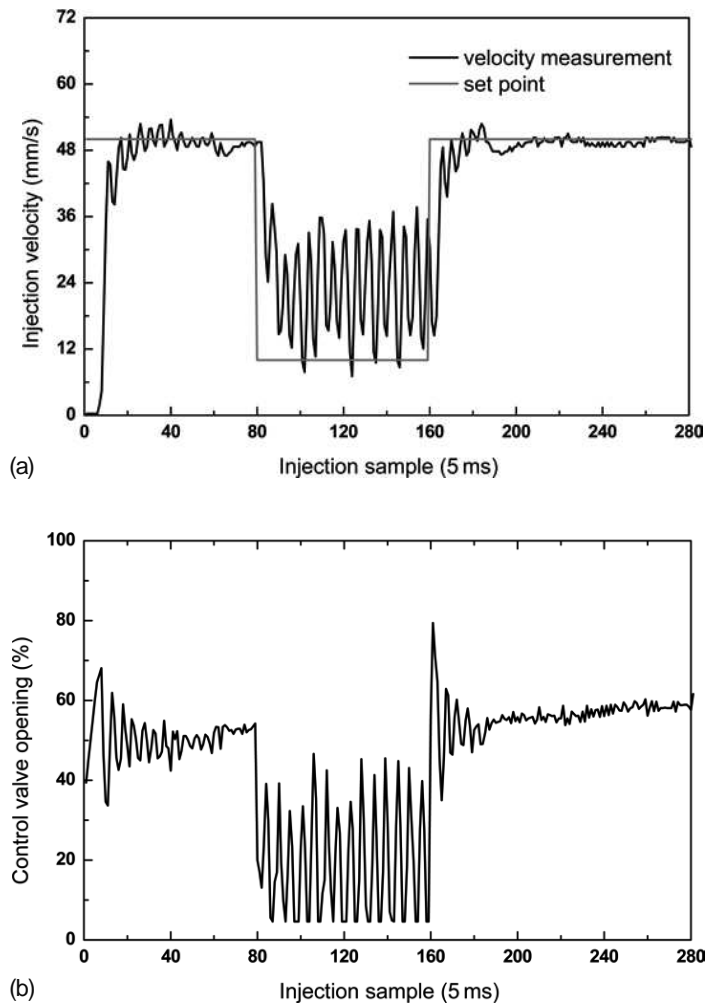 72
60
48
36
24
12
0
Injection velocity (mm/s)
velocity measurement
set point
0 40 80 120 160 200 240 280
(a) Injection sample (5 ms)
100
80
60
40
20
0
Control valve opening (%)
0 40 80 120 160 200 240 280
(b) Injection sample (5 ms)